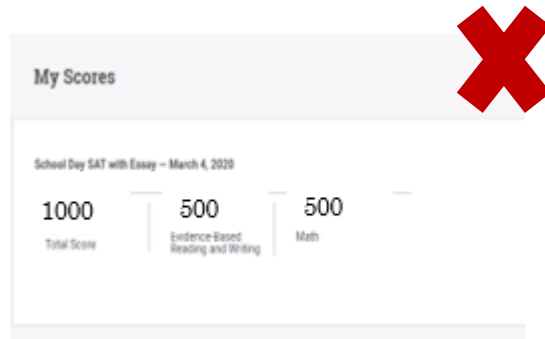 My Scores
School Day SAT with Essay – March 4, 2020
1000 500 500
Total Score Evidence-Based Math
Reading and Writing